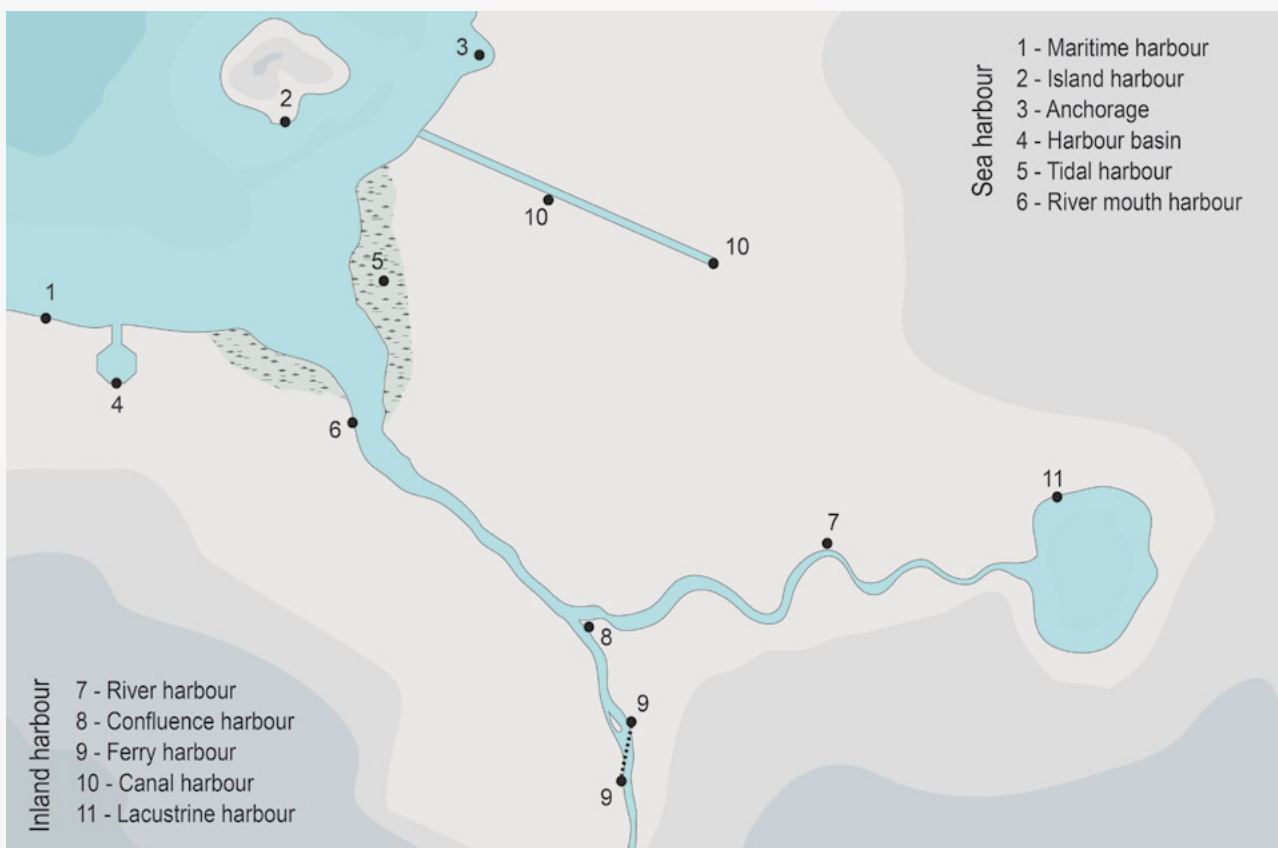 3
2
1
4
5
6
10
10
7
11
8
9
9
Sea harbour
1 - Maritime harbour
2 - Island harbour
3 - Anchorage
4 - Harbour basin
5 - Tidal harbour
6 - River mouth harbour
Inland harbour
7 - River harbour
8 - Confluence harbour
9 - Ferry harbour
10 - Canal harbour
11 - Lacustrine harbour